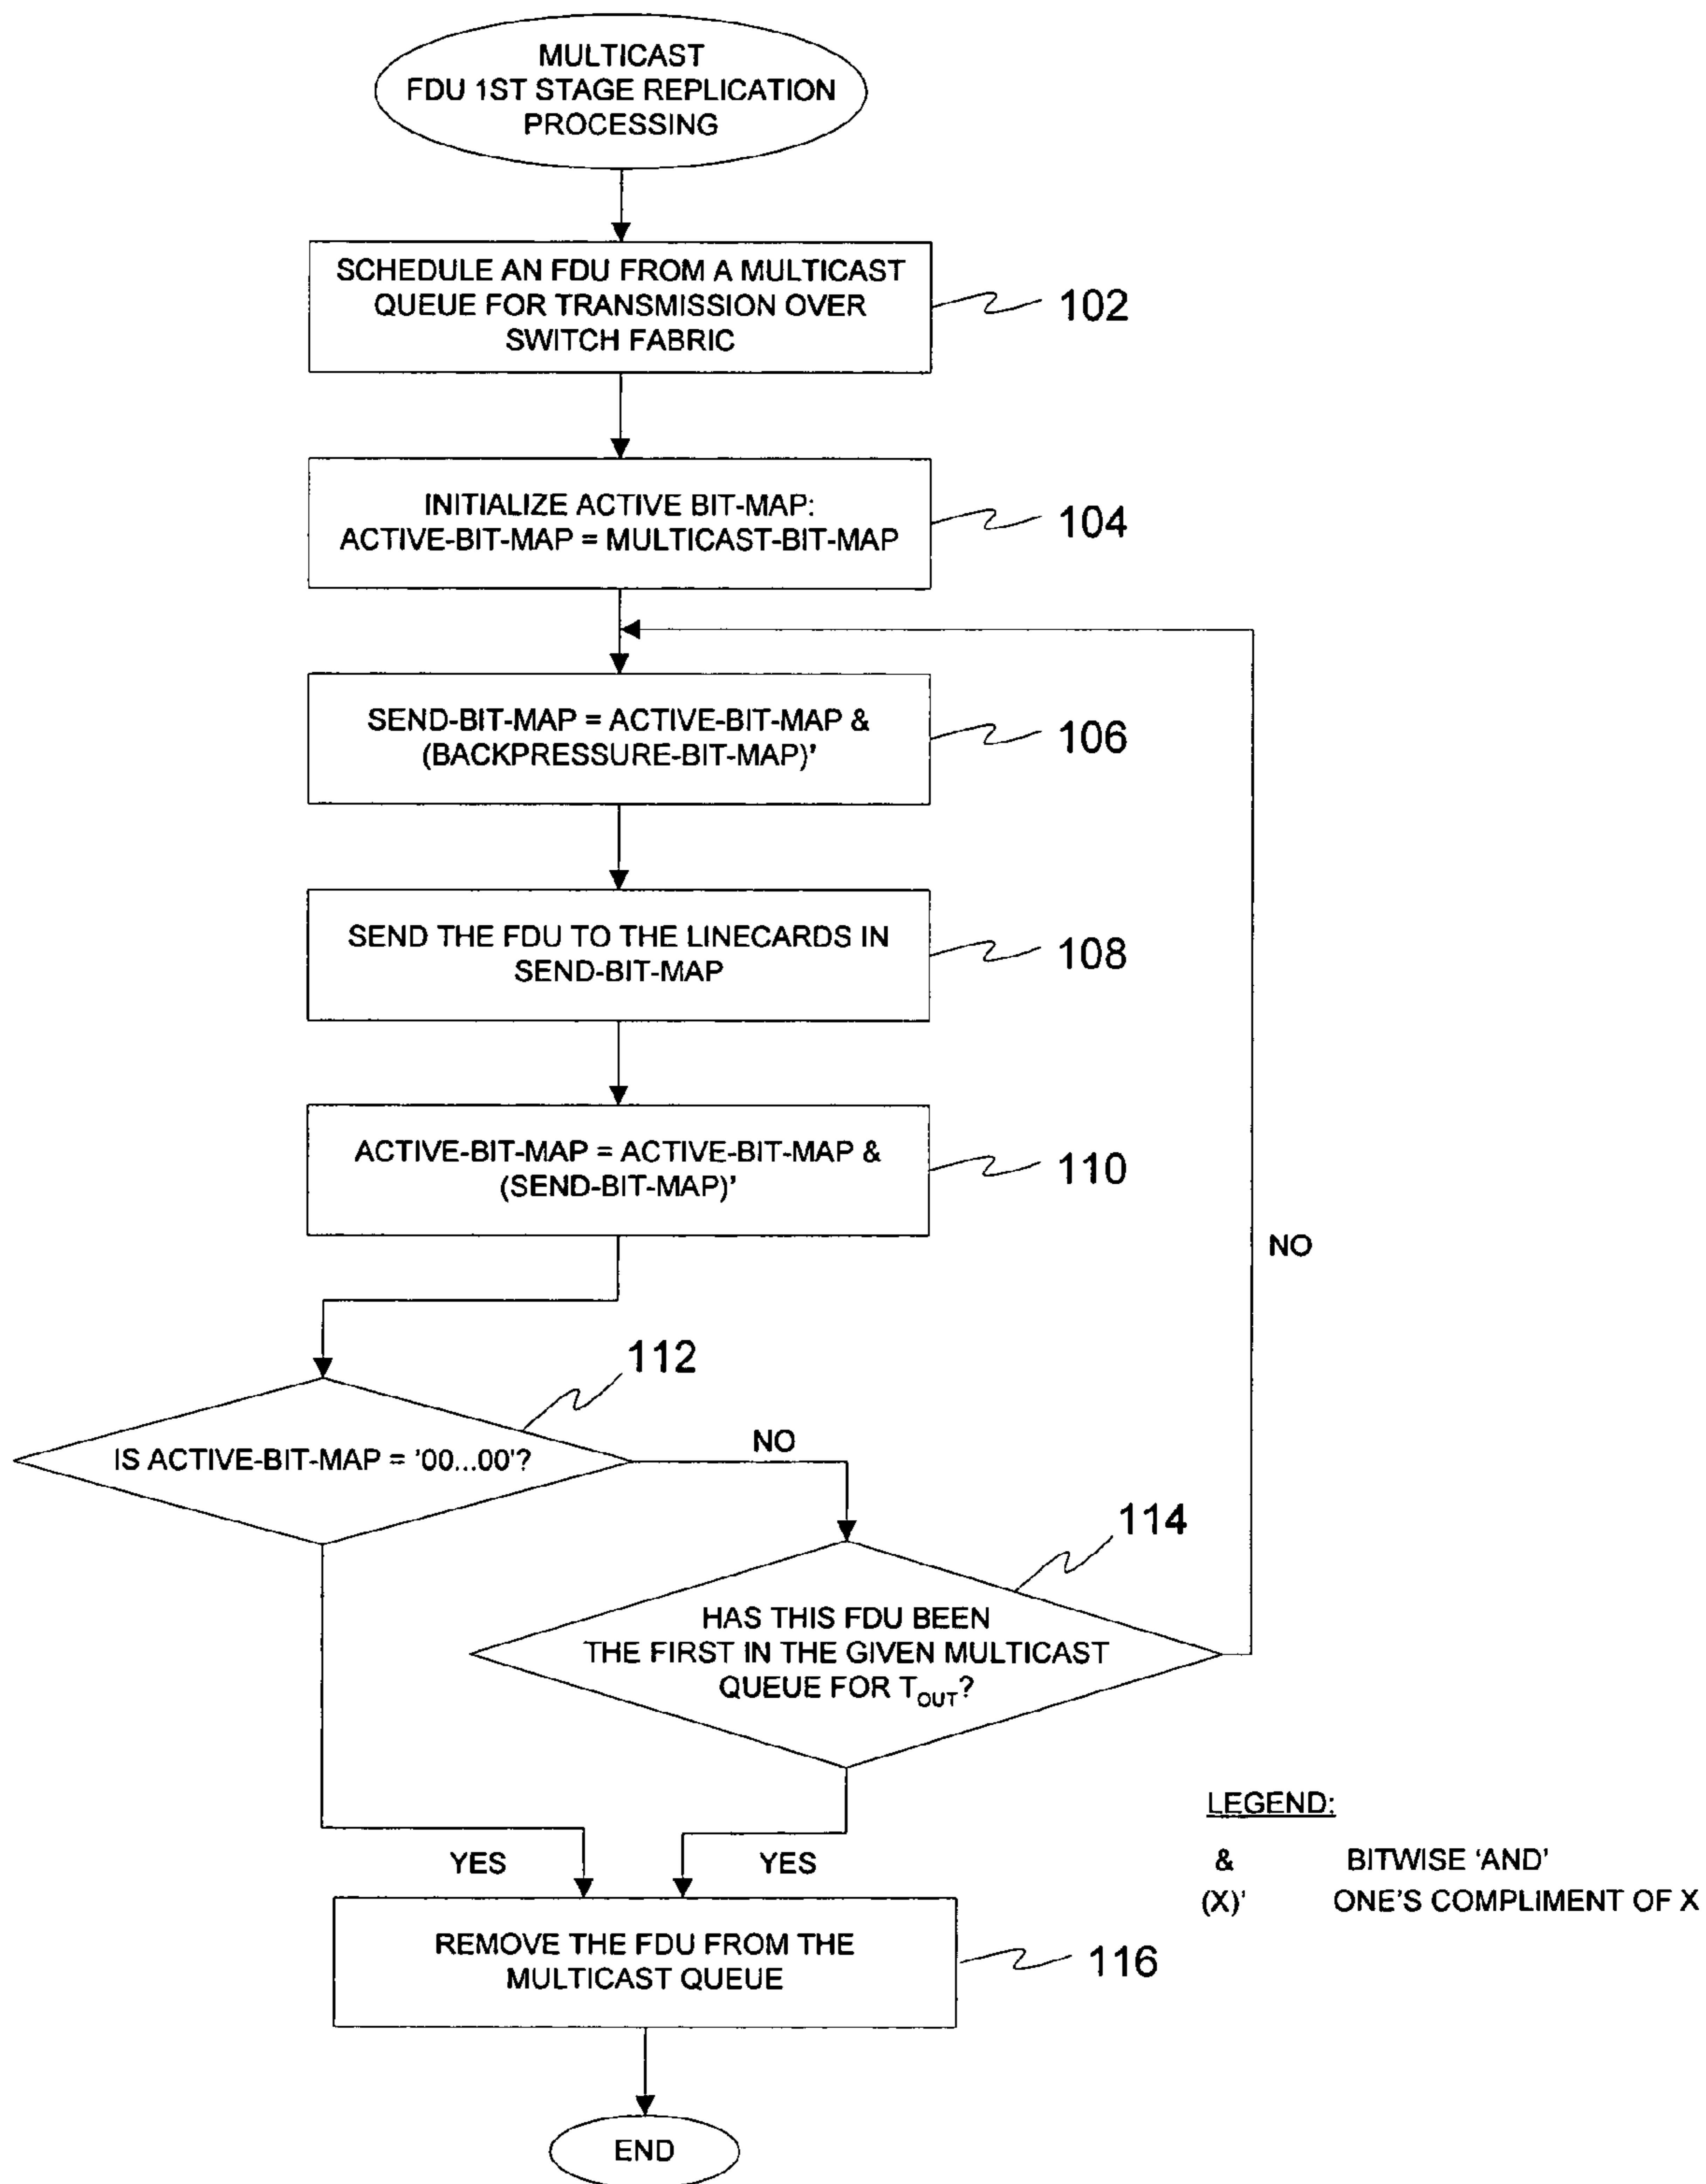 MULTICAST
FDU 1ST STAGE REPLICATION
PROCESSING
SCHEDULE AN FDU FROM A MULTICAST
QUEUE FOR TRANSMISSION OVER
SWITCH FABRIC
102
INITIALIZE ACTIVE BIT-MAP:
ACTIVE-BIT-MAP = MULTICAST-BIT-MAP
104
SEND-BIT-MAP = ACTIVE-BIT-MAP &
(BACKPRESSURE-BIT-MAP)'
106
SEND THE FDU TO THE LINECARDS IN
SEND-BIT-MAP
108
ACTIVE-BIT-MAP = ACTIVE-BIT-MAP &
(SEND-BIT-MAP)'
110
NO
112
IS ACTIVE-BIT-MAP = '00...00'?
NO
114
HAS THIS FDU BEEN
THE FIRST IN THE GIVEN MULTICAST
QUEUE FOR TOUT?
YES
YES
LEGEND:
& BITWISE 'AND'
(X)' ONE'S COMPLIMENT OF X
REMOVE THE FDU FROM THE
MULTICAST QUEUE
116
END